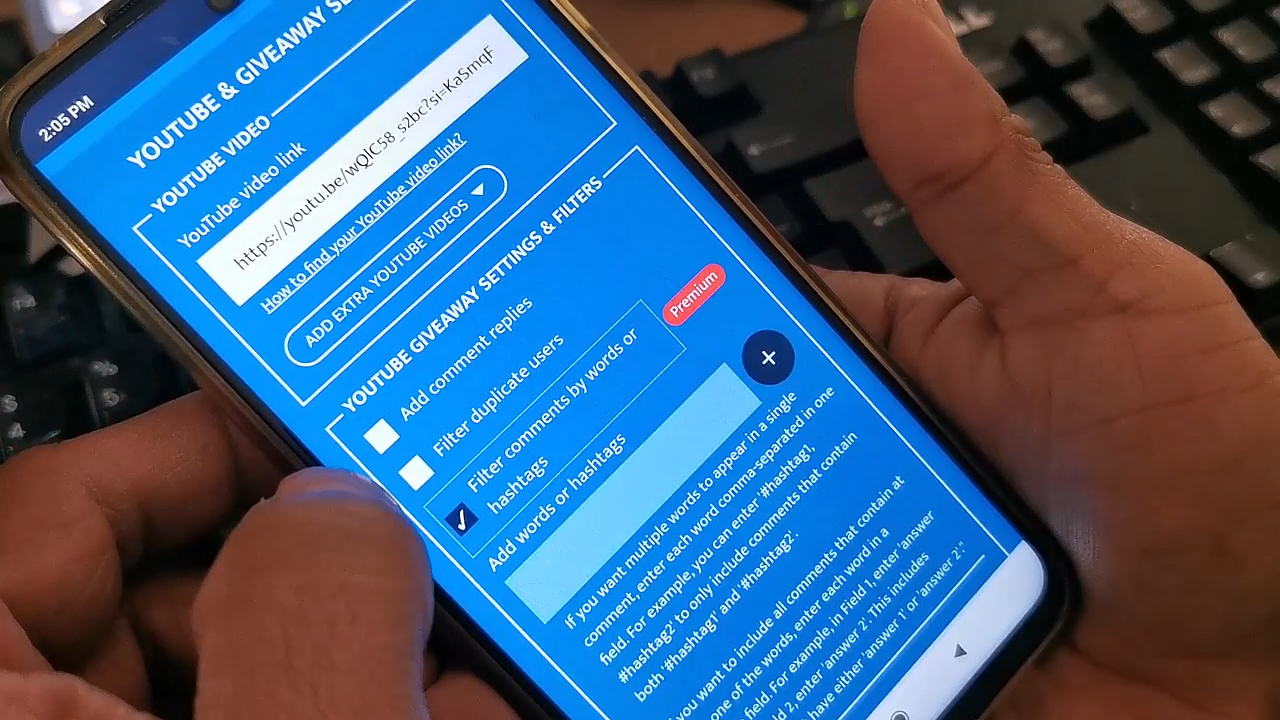 2:05 PM
YOUTUBE & GIVEAWAY
YOUTUBE VIDEO
YouTube video link
https://youtu.be/wQlC58_s2bc?si=KaSmqF
How to find your YouTube video link?
ADD EXTRA YOUTUBE VIDEOS
YOUTUBE GIVEAWAY SETTINGS & FILTERS
Add comment replies
Filter duplicate users
Premium
Filter comments by words or
hashtags
Add words or hashtags
+
If you want multiple words to appear in a single
comment, enter each word comma-separated in one
field. For example, you can enter '#hashtag1,
#hashtag2' to only include comments that contain
both '#hashtag1' and '#hashtag2'.
you want to include all comments that contain at
one of the words, enter each word in a
field. For example, in Field 1, enter 'answer
ld 2, enter 'answer 2'. This includes
have either 'answer 1' or 'answer 2'."